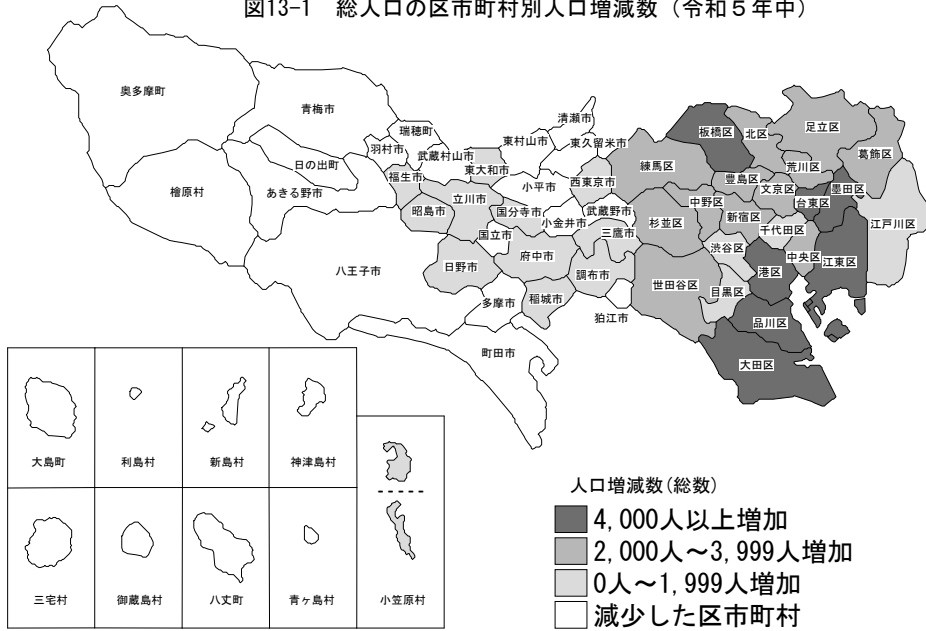 図13-1 総人口の区市町村別人口増減数（令和５年中）
奥多摩町
青梅市
瑞穂町
羽村市
武蔵村山市
東大和市
東村山市
清瀬市
東久留米市
日の出町
あきる野市
檜原村
福生市
昭島市
立川市
国分寺市
小平市
小金井市
西東京市
武蔵野市
三鷹市
国立市
八王子市
日野市
府中市
調布市
稲城市
多摩市
狛江市
町田市
板橋区
北区
足立区
葛飾区
荒川区
練馬区
豊島区
文京区
台東区
墨田区
中野区
新宿区
千代田区
江戸川区
杉並区
渋谷区
中央区
江東区
港区
世田谷区
目黒区
品川区
大田区
大島町
利島村
新島村
神津島村
三宅村
御蔵島村
八丈町
青ヶ島村
小笠原村
人口増減数(総数)
4,000人以上増加
2,000人～3,999人増加
0人～1,999人増加
減少した区市町村